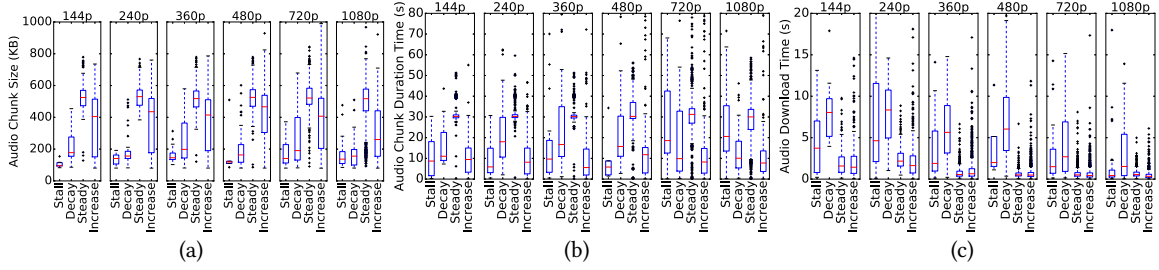 144p 240p 360p 480p 720p 1080p
Audio Chunk Size (KB)
1000
800
600
400
200
0
Stall Decay Steady Increase Stall Decay Steady Increase Stall Decay Steady Increase Stall Decay Steady Increase Stall Decay Steady Increase Stall Decay Steady Increase
(a)
144p 240p 360p 480p 720p 1080p
Audio Chunk Duration Time (s)
80
70
60
50
40
30
20
10
0
Stall Decay Steady Increase Stall Decay Steady Increase Stall Decay Steady Increase Stall Decay Steady Increase Stall Decay Steady Increase Stall Decay Steady Increase
(b)
144p 240p 360p 480p 720p 1080p
Audio Download Time (s)
20
15
10
5
0
Stall Decay Steady Increase Stall Decay Steady Increase Stall Decay Steady Increase Stall Decay Steady Increase Stall Decay Steady Increase Stall Decay Steady Increase
(c)